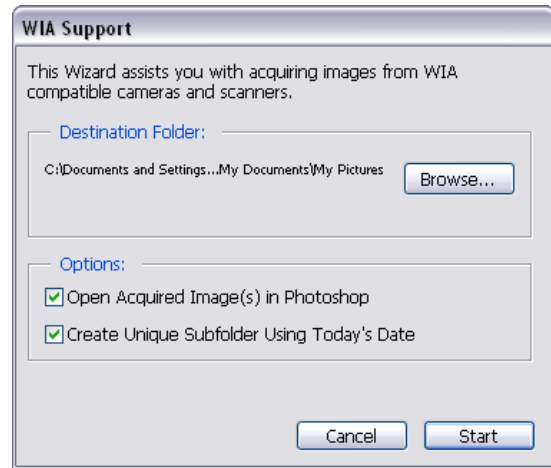 WIA Support
This Wizard assists you with acquiring images from WIA
compatible cameras and scanners.
Destination Folder:
C:\Documents and Settings...My Documents\My Pictures
Browse...
Options:
Open Acquired Image(s) in Photoshop
Create Unique Subfolder Using Today's Date
Cancel
Start